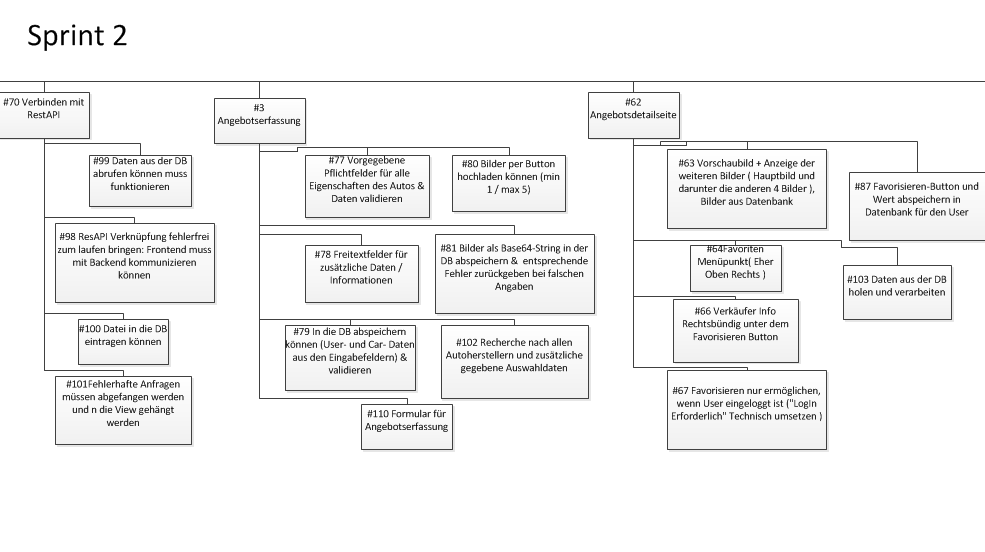 Sprint 2
#70 Verbinden mit
RestAPI
#99 Daten aus der DB
abrufen können muss
funktionieren
#98 ResAPI Verknüpfung fehlerfrei
zum laufen bringen: Frontend muss
mit Backend kommunizieren
können
#100 Datei in die DB
eintragen können
#101Fehlerhafte Anfragen
müssen abgefangen werden
und n die View gehängt
werden
#3
Angebotserfassung
#77 Vorgegebene
Pflichtfelder für alle
Eigenschaften des Autos &
Daten validieren
#80 Bilder per Button
hochladen können (min
1 / max 5)
#78 Freitextfelder für
zusätzliche Daten /
Informationen
#81 Bilder als Base64-String in der
DB abspeichern & entsprechende
Fehler zurückgeben bei falschen
Angaben
#79 In die DB abspeichern
können (User- und Car- Daten
aus den Eingabefeldern) &
validieren
#102 Recherche nach allen
Autoherstellern und zusätzliche
gegebene Auswahldaten
#110 Formular für
Angebotserfassung
#62
Angebotsdetailseite
#63 Vorschaubild + Anzeige der
weiteren Bilder ( Hauptbild und
darunter die anderen 4 Bilder ),
Bilder aus Datenbank
#87 Favorisieren-Button und
Wert abspeichern in
Datenbank für den User
#64Favoriten
Menüpunkt( Eher
Oben Rechts )
#103 Daten aus der DB
holen und verarbeiten
#66 Verkäufer Info
Rechtsbündig unter dem
Favorisieren Button
#67 Favorisieren nur ermöglichen,
wenn User eingeloggt ist ("LogIn
Erforderlich" Technisch umsetzen )